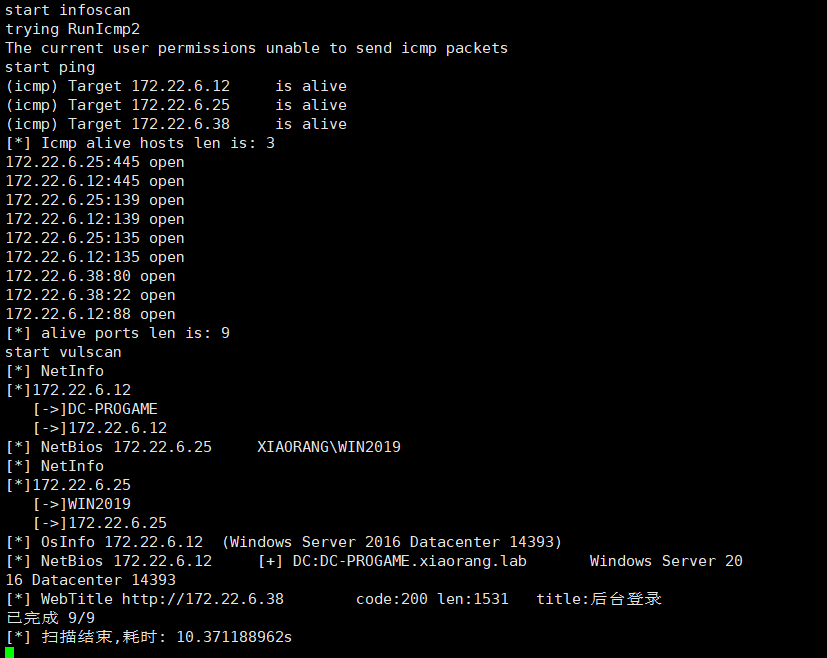 start infoscan
trying RunIcmp2
The current user permissions unable to send icmp packets
start ping
(icmp) Target 172.22.6.12     is alive
(icmp) Target 172.22.6.25     is alive
(icmp) Target 172.22.6.38     is alive
[*] Icmp alive hosts len is: 3
172.22.6.25:445 open
172.22.6.12:445 open
172.22.6.25:139 open
172.22.6.12:139 open
172.22.6.25:135 open
172.22.6.12:135 open
172.22.6.38:80 open
172.22.6.38:22 open
172.22.6.12:88 open
[*] alive ports len is: 9
start vulscan
[*] NetInfo
[*]172.22.6.12
   [->]DC-PROGAME
   [->]172.22.6.12
[*] NetBios 172.22.6.25     XIAORANG\WIN2019
[*] NetInfo
[*]172.22.6.25
   [->]WIN2019
   [->]172.22.6.25
[*] OsInfo 172.22.6.12  (Windows Server 2016 Datacenter 14393)
[*] NetBios 172.22.6.12     [+] DC:DC-PROGAME.xiaorang.lab       Windows Server 20
16 Datacenter 14393
[*] WebTitle http://172.22.6.38        code:200 len:1531   title:后台登录
已完成 9/9
[*] 扫描结束,耗时: 10.371188962s